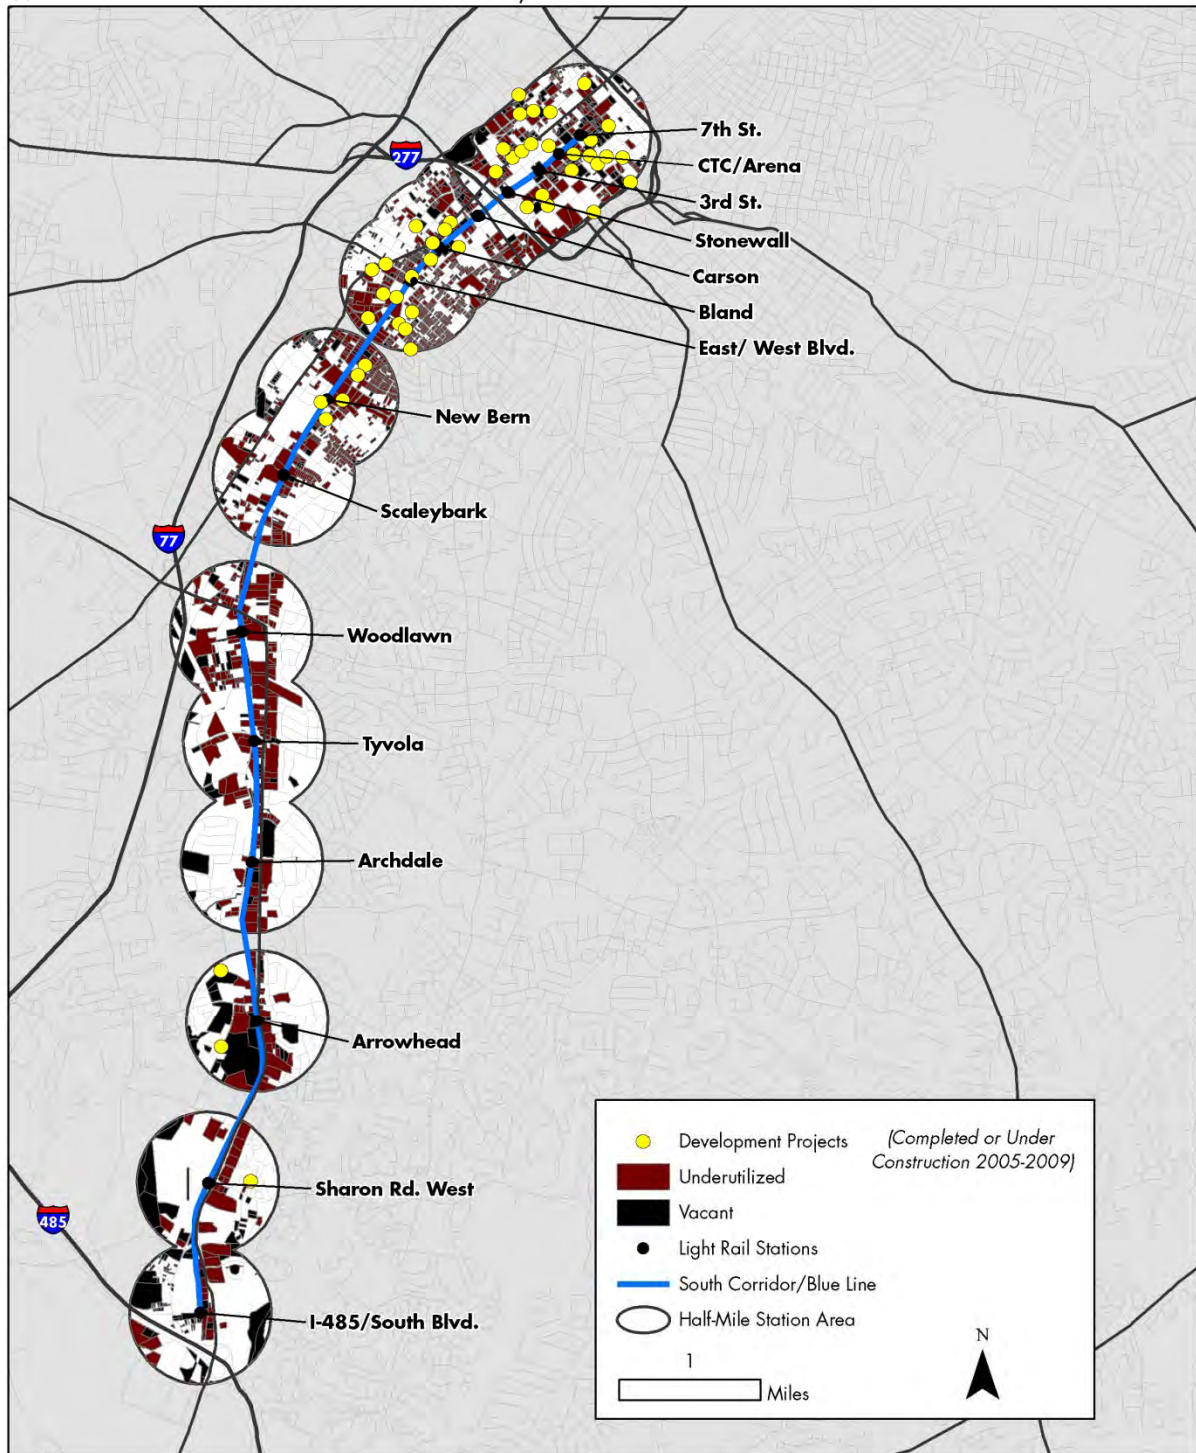 277
7th St.
CTC/Arena
3rd St.
Stonewall
Carson
Bland
East/ West Blvd.
New Bern
Scaleybark
77
Woodlawn
Tyvola
Archdale
Arrowhead
Sharon Rd. West
485
I-485/South Blvd.
Development Projects
(Completed or Under
Construction 2005-2009)
Underutilized
Vacant
Light Rail Stations
South Corridor/Blue Line
Half-Mile Station Area
1
Miles
N